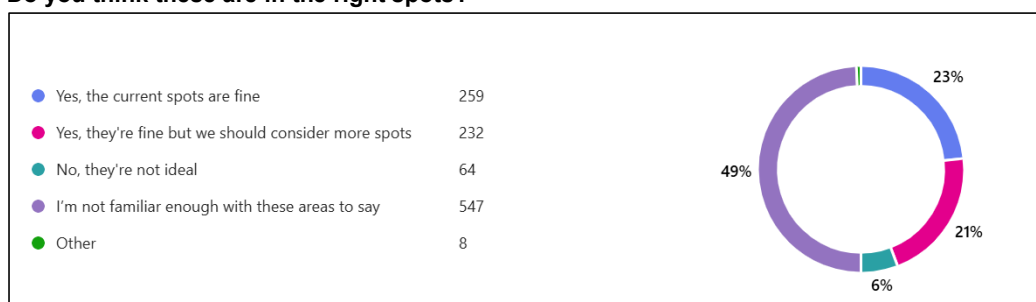 Do you think these are in the right spots?
Yes, the current spots are fine 259
Yes, they're fine but we should consider more spots 232
No, they're not ideal 64
I'm not familiar enough with these areas to say 547
Other 8
23%
49%
21%
6%